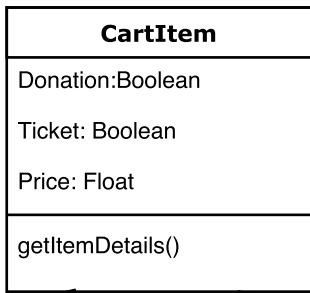 CartItem
Donation:Boolean
Ticket: Boolean
Price: Float
getItemDetails()